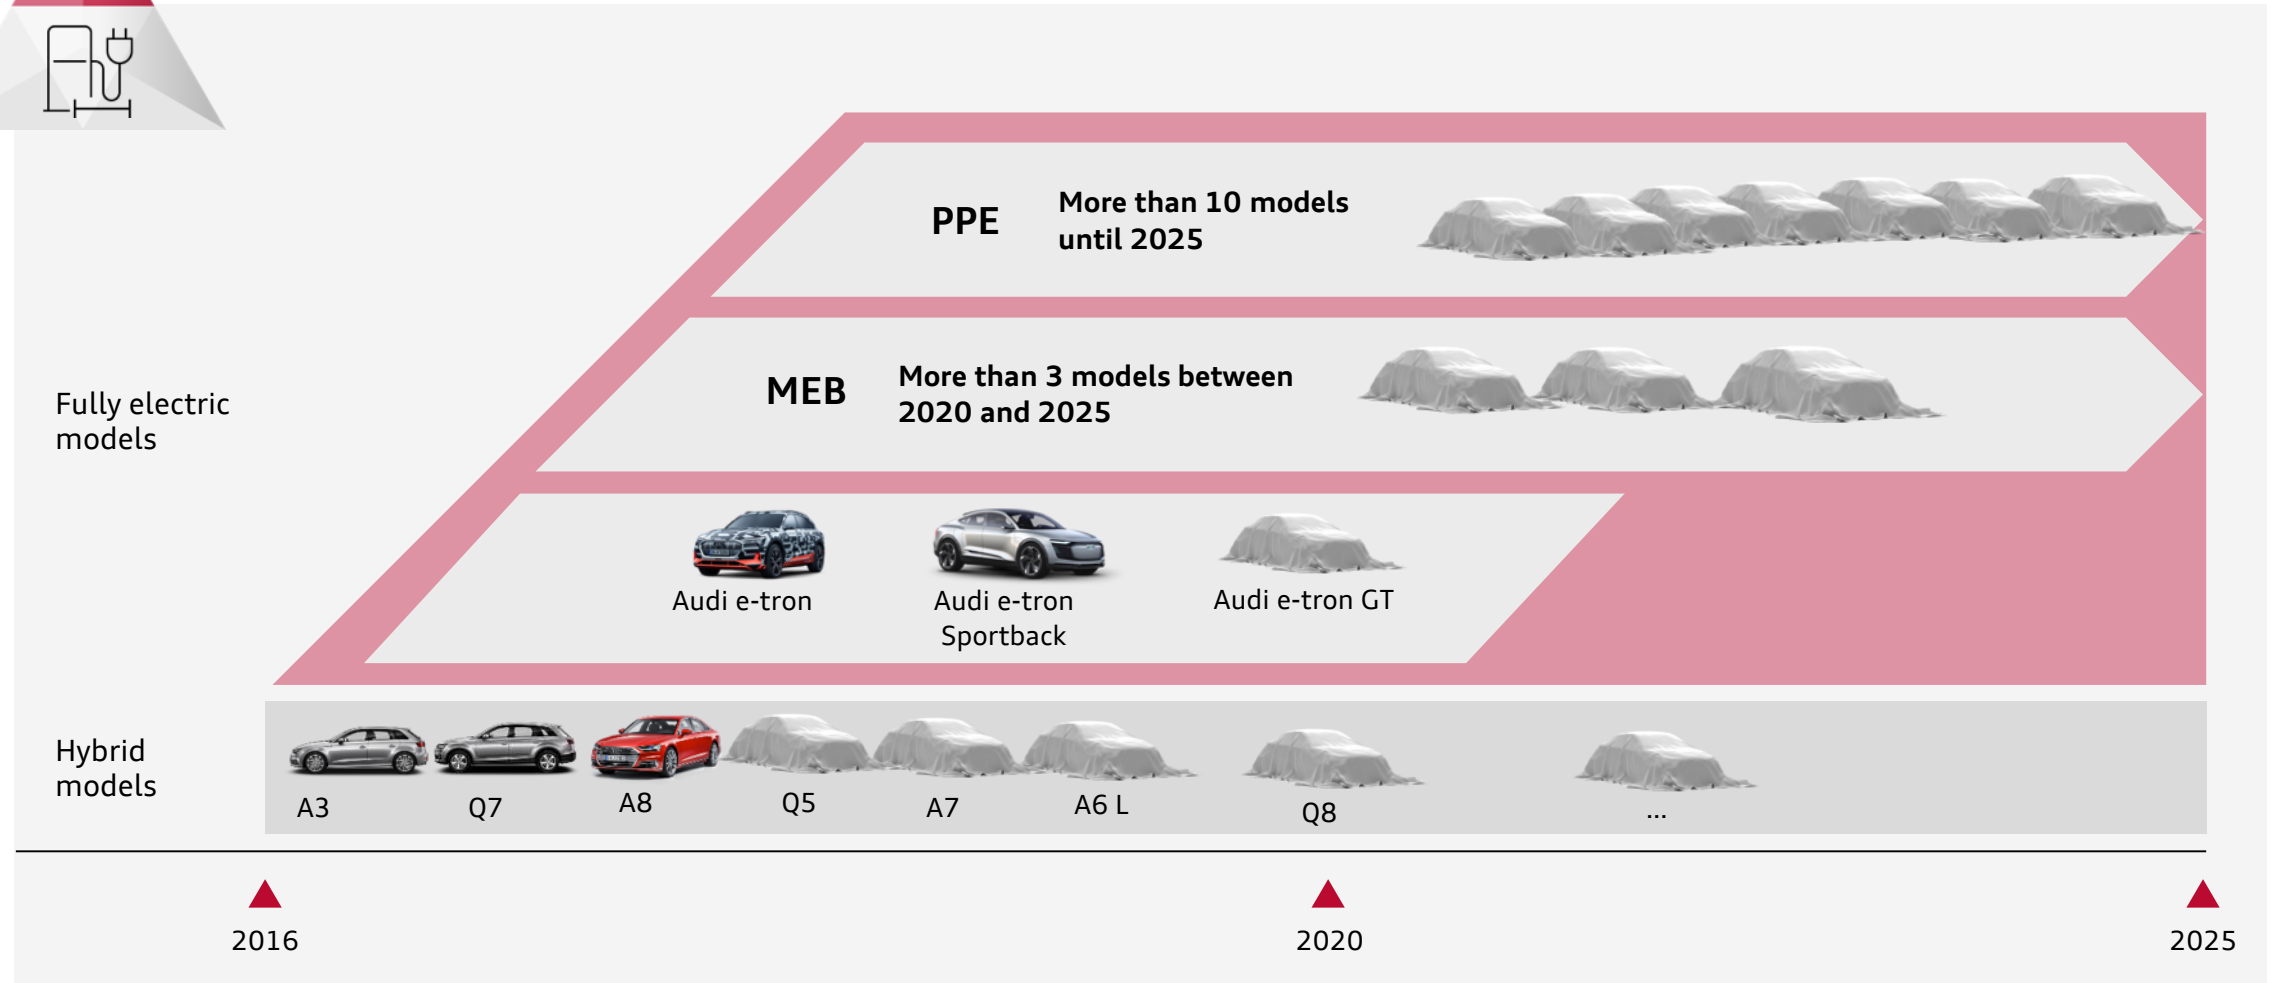 PPE
More than 10 models
until 2025
MEB
More than 3 models between
2020 and 2025
Fully electric
models
Audi e-tron
Audi e-tron
Sportback
Audi e-tron GT
Hybrid
models
A3
Q7
A8
Q5
A7
A6 L
Q8
...
2016
2020
2025